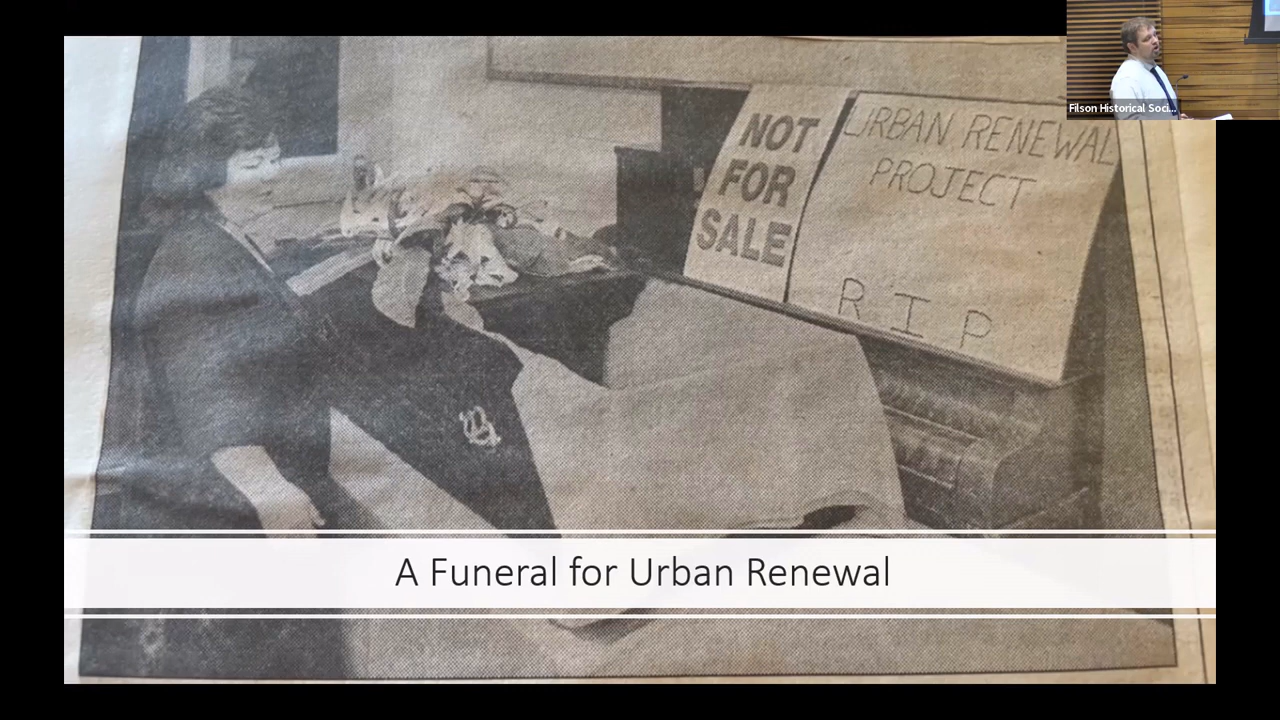 Filson Historical Soci...
NOT
FOR
SALE
URBAN RENEWAL
PROJECT
R I P
A Funeral for Urban Renewal